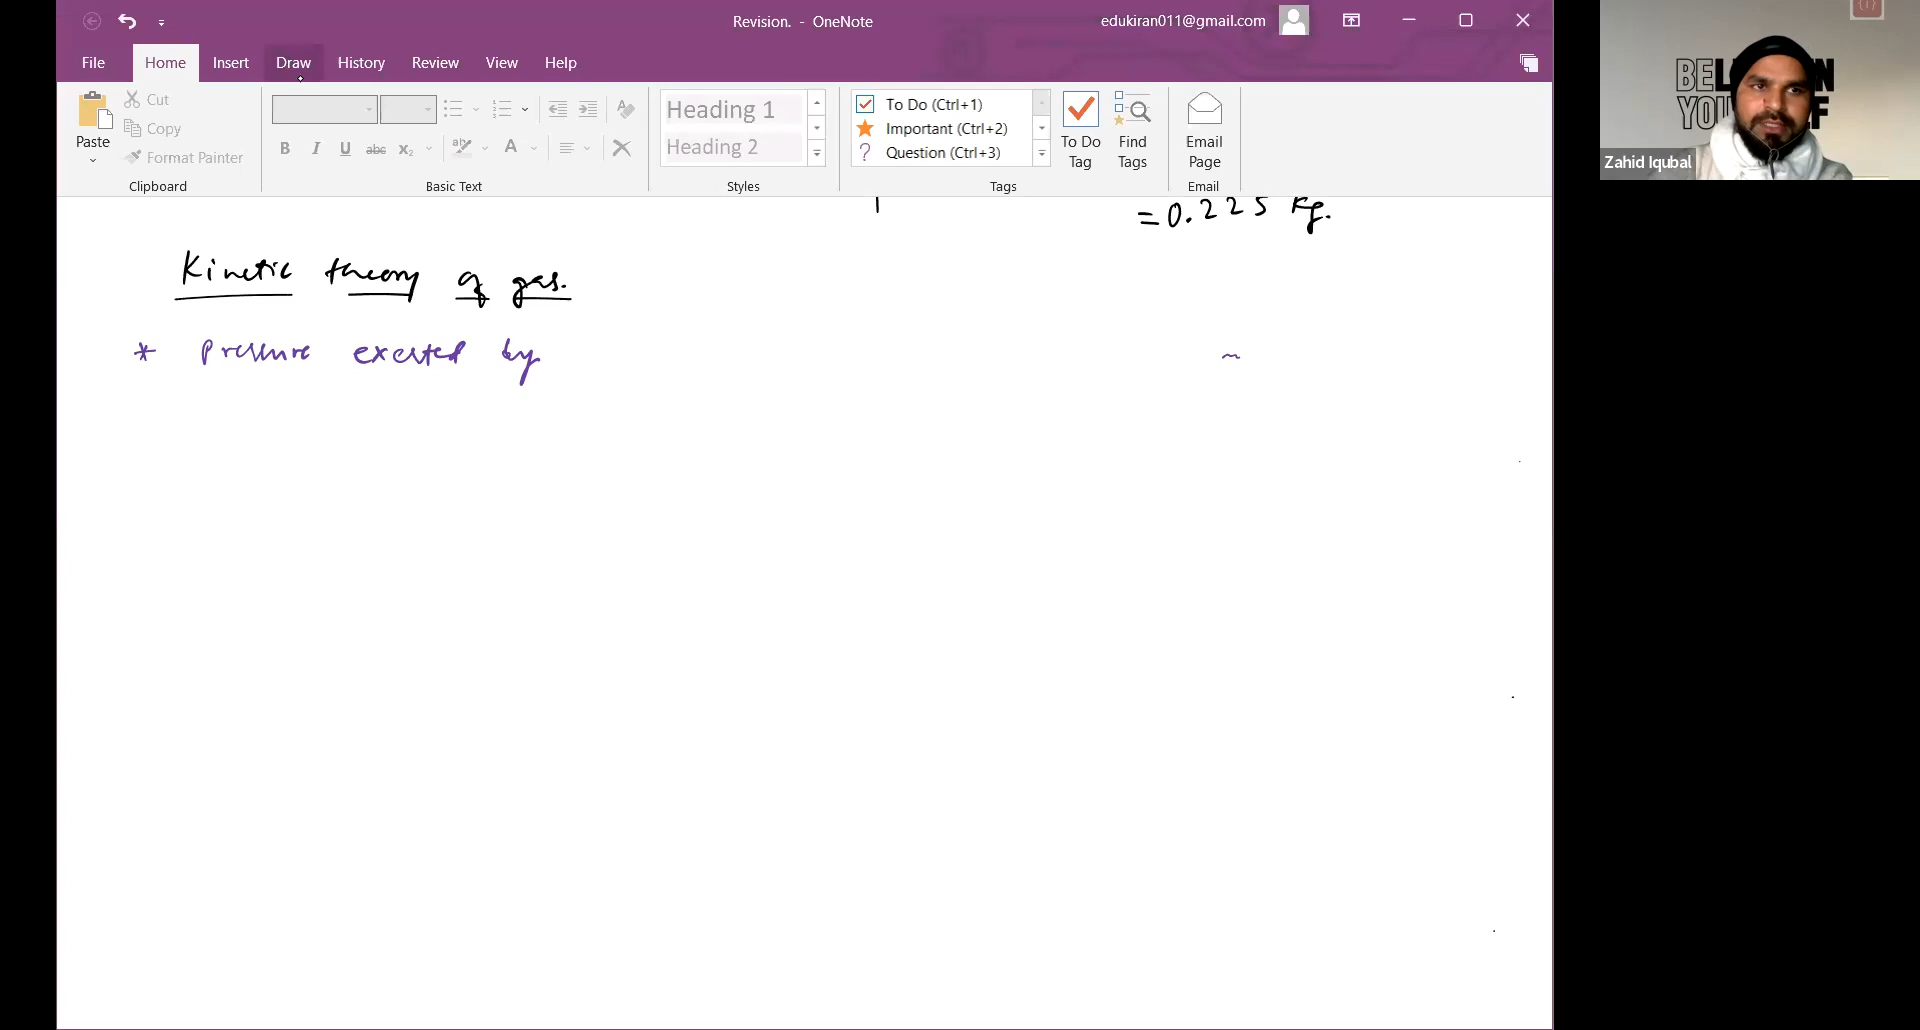 Revision. - OneNote
edukiran011@gmail.com
File Home Insert Draw History Review View Help
Paste
Cut
Copy
Format Painter
Clipboard
B I U abc x₂ A
Basic Text
Heading 1
Heading 2
Styles
To Do (Ctrl+1)
Important (Ctrl+2)
Question (Ctrl+3)
Tags
To Do Tag
Find Tags
Email Page
Email
Zahid Iqubal
= 0.225 Kg.
Kinetic theory of gas.
* Pressure exerted by